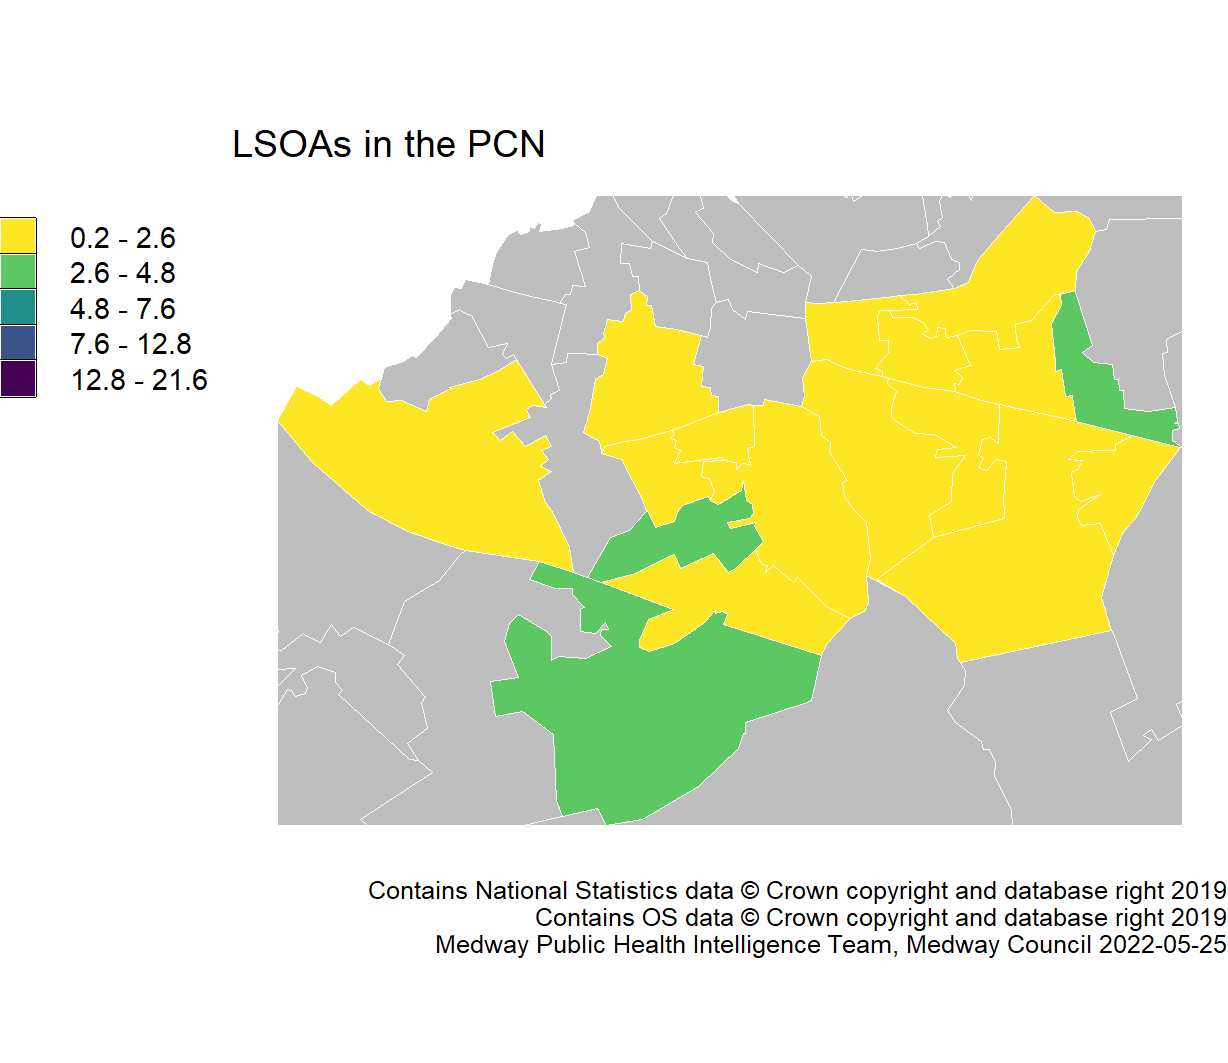 LSOAs in the PCN
0.2 - 2.6
2.6 - 4.8
4.8 - 7.6
7.6 - 12.8
12.8 - 21.6
Contains National Statistics data © Crown copyright and database right 2019
Contains OS data © Crown copyright and database right 2019
Medway Public Health Intelligence Team, Medway Council 2022-05-25